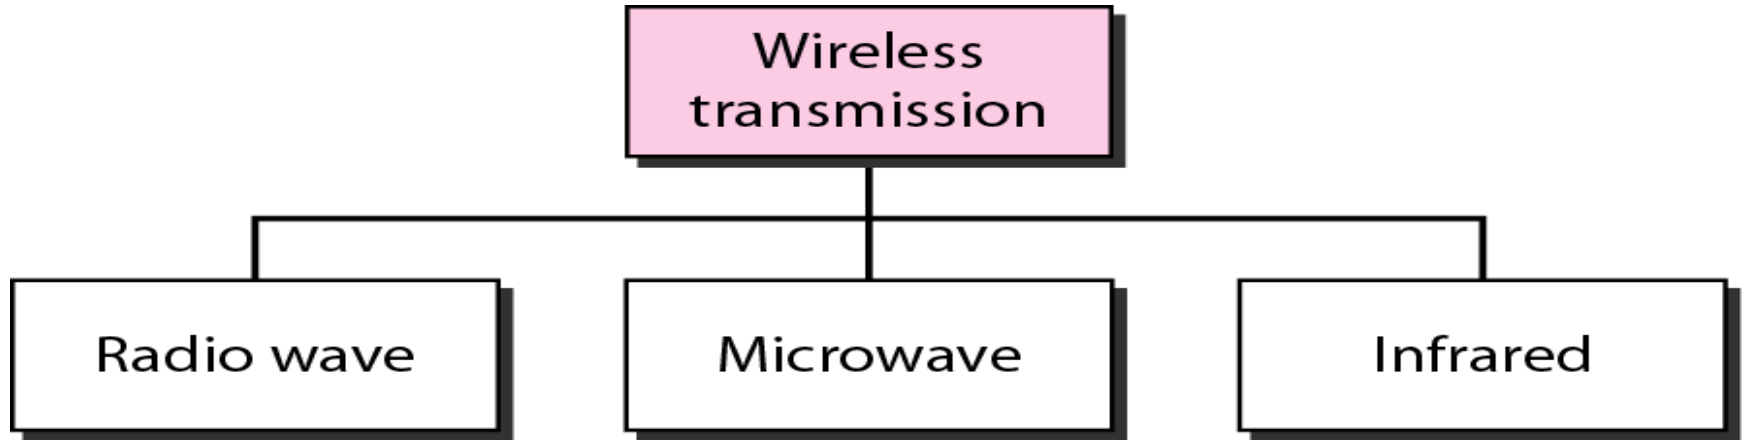 Wireless
transmission
Radio wave
Microwave
Infrared